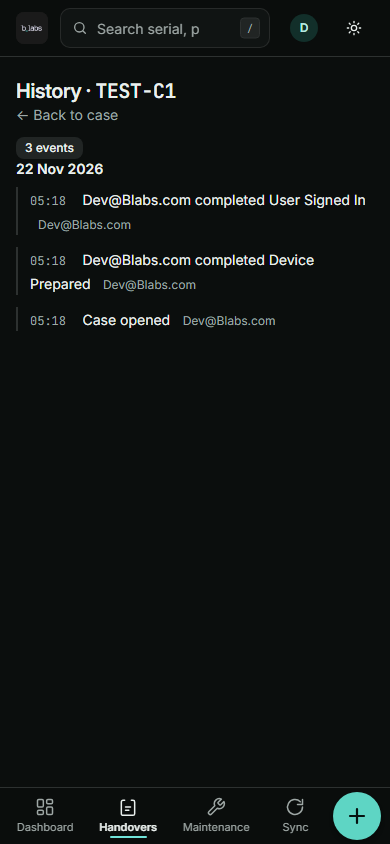 b_labs
Search serial, p
/
D
History · TEST-C1
← Back to case
3 events
22 Nov 2026
05:18 Dev@Blabs.com completed User Signed In
Dev@Blabs.com
05:18 Dev@Blabs.com completed Device
Prepared Dev@Blabs.com
05:18 Case opened Dev@Blabs.com
Dashboard Handovers Maintenance Sync